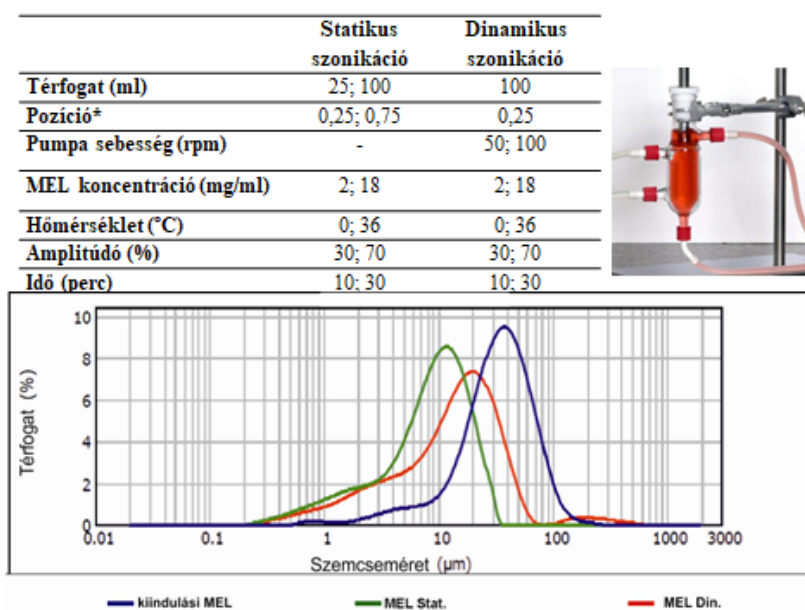 Statikus szonikáció Dinamikus szonikáció
Térfogat (ml) 25; 100 100
Pozíció* 0,25; 0,75 0,25
Pumpa sebesség (rpm) - 50; 100
MEL koncentráció (mg/ml) 2; 18 2; 18
Hőmérséklet (°C) 0; 36 0; 36
Amplitúdó (%) 30; 70 30; 70
Idő (perc) 10; 30 10; 30
Térfogat (%)
10
8
6
4
2
0
0.01 0.1 1 10 100 1000 3000
Szemcseméret (µm)
kiindulási MEL MEL Stat. MEL Din.